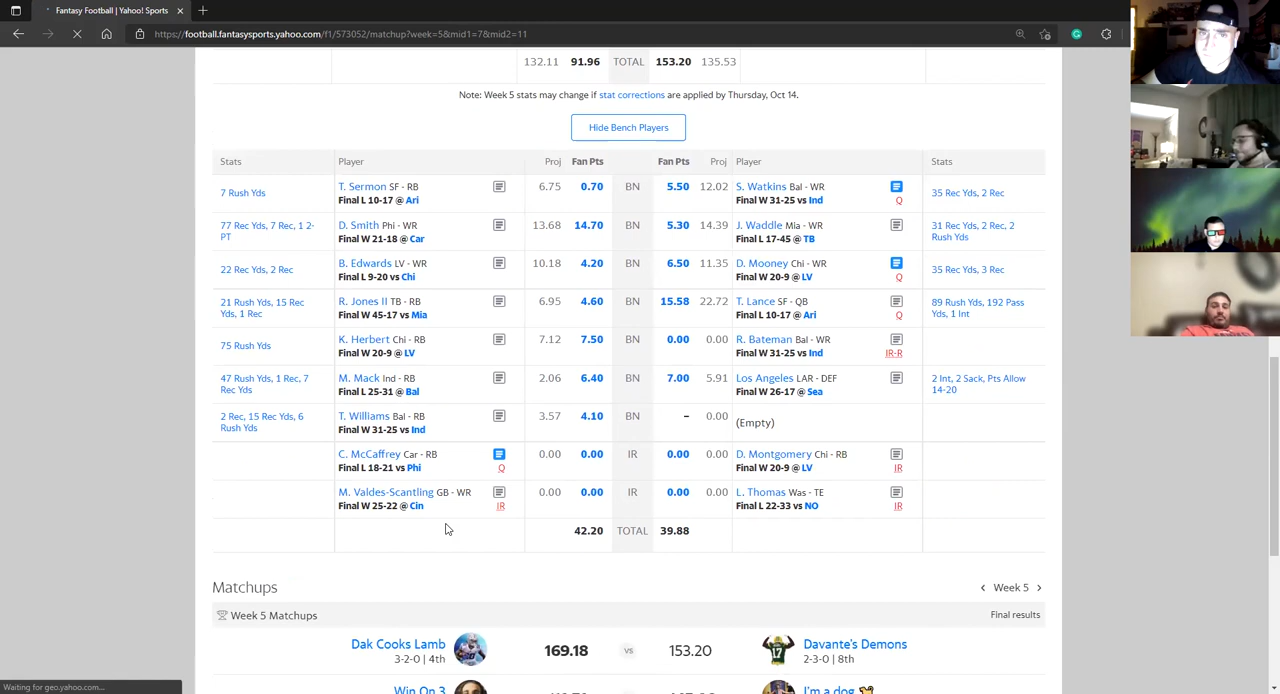 Fantasy Football | Yahoo! Sports
https://football.fantasysports.yahoo.com/f1/573052/matchup?week=5&mid1=7&mid2=11
132.11 91.96 TOTAL 153.20 135.53
Note: Week 5 stats may change if stat corrections are applied by Thursday, Oct 14.
Hide Bench Players
Stats Player Proj Fan Pts Fan Pts Proj Player Stats
7 Rush Yds T. Sermon SF - RB 6.75 0.70 BN 5.50 12.02 S. Watkins Bal - WR 35 Rec Yds, 2 Rec
Final L 10-17 @ Ari Final W 31-25 vs Ind Q
77 Rec Yds, 7 Rec, 1 2- D. Smith Phi - WR 13.68 14.70 BN 5.30 14.39 J. Waddle Mia - WR 31 Rec Yds, 2 Rec, 2
PT Final W 21-18 @ Car Final L 17-45 @ TB Rush Yds
22 Rec Yds, 2 Rec B. Edwards LV - WR 10.18 4.20 BN 6.50 11.35 D. Mooney Chi - WR 35 Rec Yds, 3 Rec
Final L 9-20 vs Chi Final W 20-9 @ LV Q
21 Rush Yds, 15 Rec R. Jones II TB - RB 6.95 4.60 BN 15.58 22.72 T. Lance SF - QB 89 Rush Yds, 192 Pass
Yds, 1 Rec Final W 45-17 vs Mia Final L 10-17 @ Ari Q Yds, 1 Int
75 Rush Yds K. Herbert Chi - RB 7.12 7.50 BN 0.00 0.00 R. Bateman Bal - WR
Final W 20-9 @ LV Final W 31-25 vs Ind IR-R
47 Rush Yds, 1 Rec, 7 M. Mack Ind - RB 2.06 6.40 BN 7.00 5.91 Los Angeles LAR - DEF 2 Int, 2 Sack, Pts Allow
Rec Yds Final L 25-31 @ Bal Final W 26-17 @ Sea 14-20
2 Rec, 15 Rec Yds, 6 T. Williams Bal - RB 3.57 4.10 BN – 0.00 (Empty)
Rush Yds Final W 31-25 vs Ind
C. McCaffrey Car - RB 0.00 0.00 IR 0.00 0.00 D. Montgomery Chi - RB
Final L 18-21 vs Phi Q Final W 20-9 @ LV IR
M. Valdes-Scantling GB - WR 0.00 0.00 IR 0.00 0.00 L. Thomas Was - TE
Final W 25-22 @ Cin IR Final L 22-33 vs NO IR
42.20 TOTAL 39.88
Matchups Week 5
Week 5 Matchups Final results
Dak Cooks Lamb 169.18 vs 153.20 Davante's Demons
3-2-0 | 4th 2-3-0 | 8th
Win On 3 I'm a dog
Waiting for geo.yahoo.com...